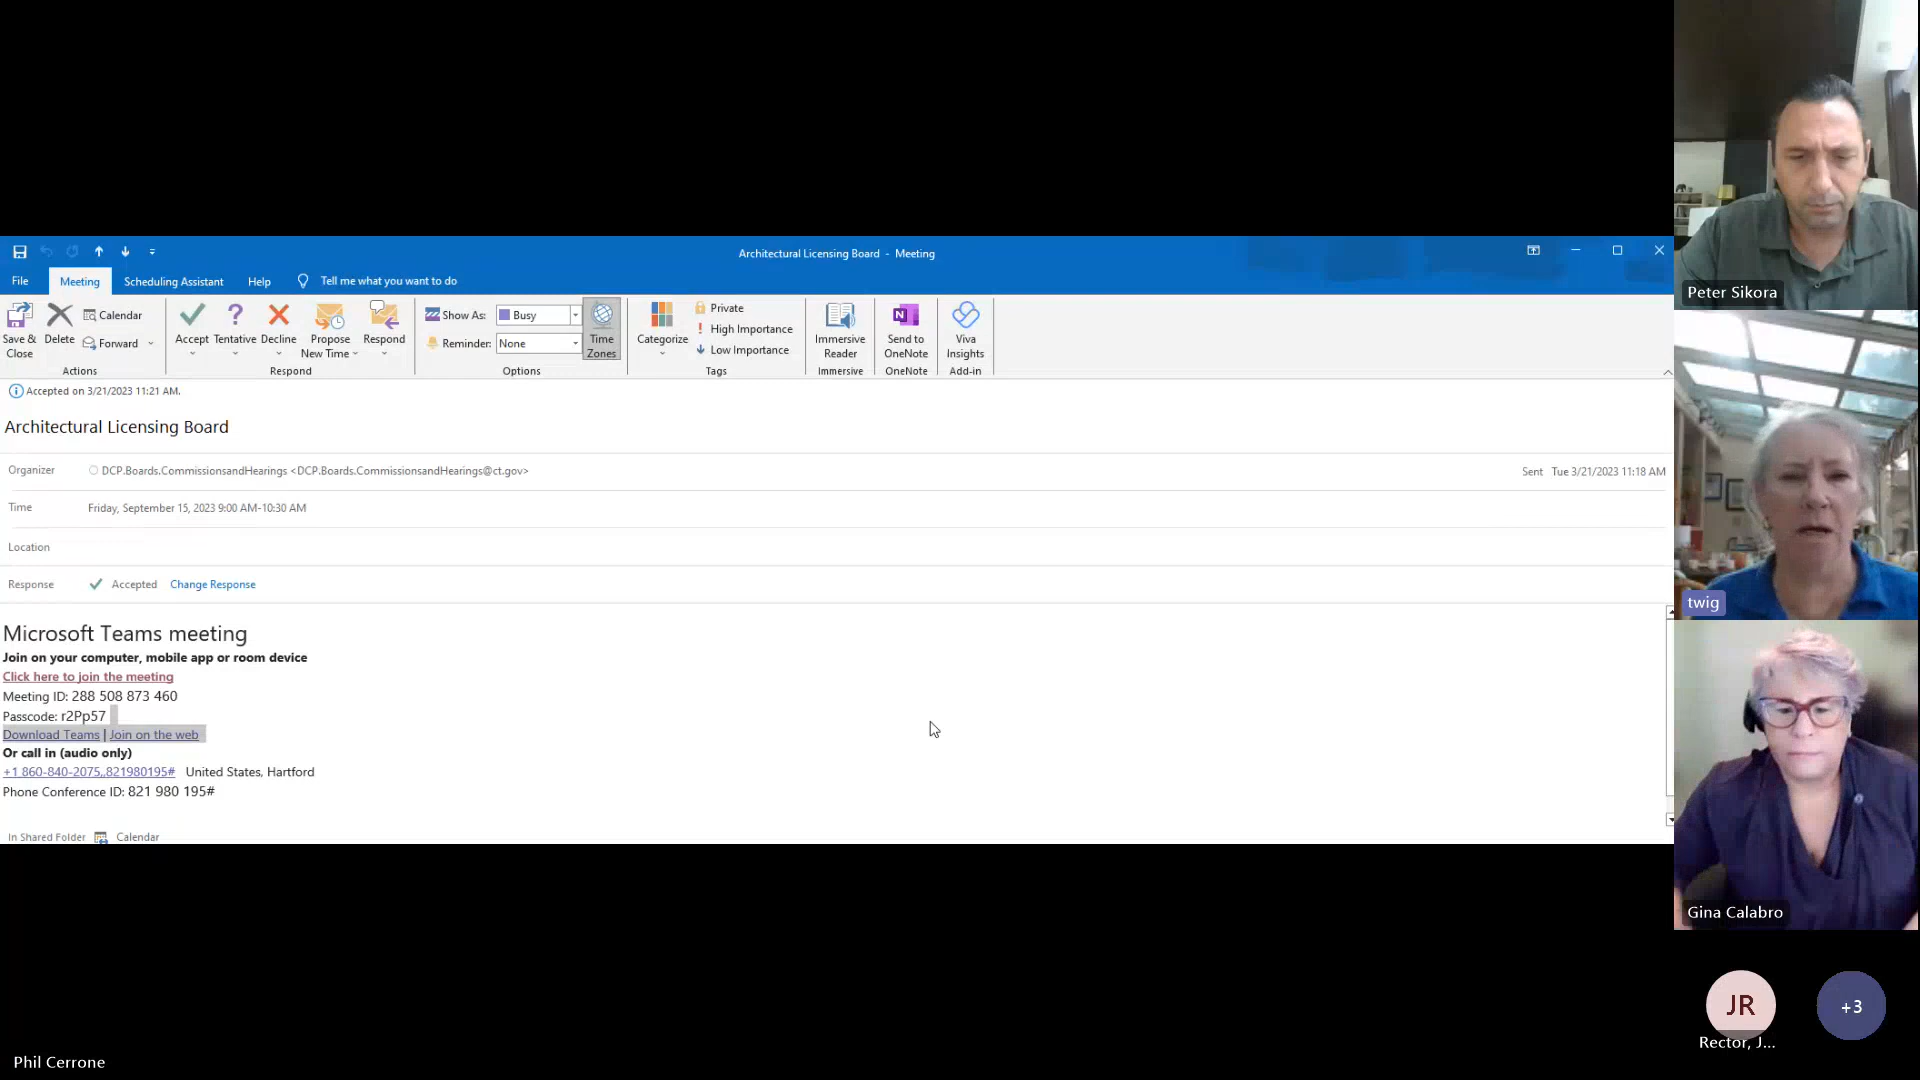 Architectural Licensing Board - Meeting
File
Meeting
Scheduling Assistant
Help
Tell me what you want to do
Save & Close
Delete
Calendar
Forward
Actions
Accept
Tentative
Decline
Propose New Time
Respond
Respond
Show As:
Busy
Reminder:
None
Time Zones
Options
Categorize
Private
High Importance
Low Importance
Tags
Immersive Reader
Immersive
Send to OneNote
OneNote
Viva Insights
Add-in
Accepted on 3/21/2023 11:21 AM.
Architectural Licensing Board
Organizer DCP.Boards.CommissionsandHearings <DCP.Boards.CommissionsandHearings@ct.gov>
Sent Tue 3/21/2023 11:18 AM
Time Friday, September 15, 2023 9:00 AM-10:30 AM
Location
Response Accepted Change Response
Microsoft Teams meeting
Join on your computer, mobile app or room device
Click here to join the meeting
Meeting ID: 288 508 873 460
Passcode: r2Pp57
Download Teams | Join on the web
Or call in (audio only)
+1 860-840-2075,,821980195# United States, Hartford
Phone Conference ID: 821 980 195#
In Shared Folder Calendar
Phil Cerrone
Peter Sikora
twig
Gina Calabro
JR
Rector, J...
+3